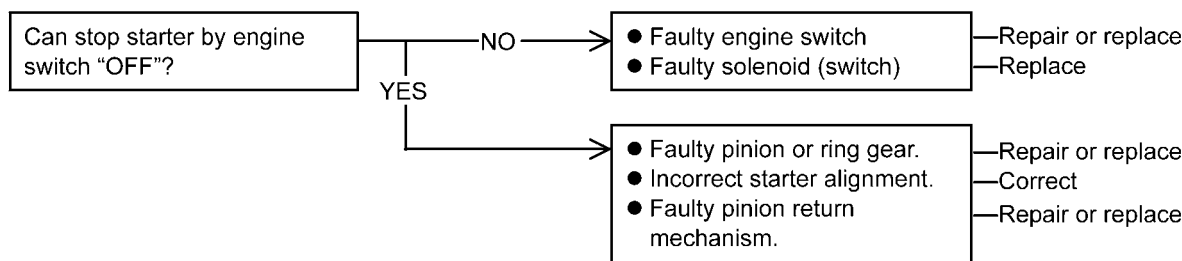 Can stop starter by engine
switch “OFF”?
NO
YES
● Faulty engine switch
● Faulty solenoid (switch)
Repair or replace
Replace
● Faulty pinion or ring gear.
● Incorrect starter alignment.
● Faulty pinion return
mechanism.
Repair or replace
Correct
Repair or replace